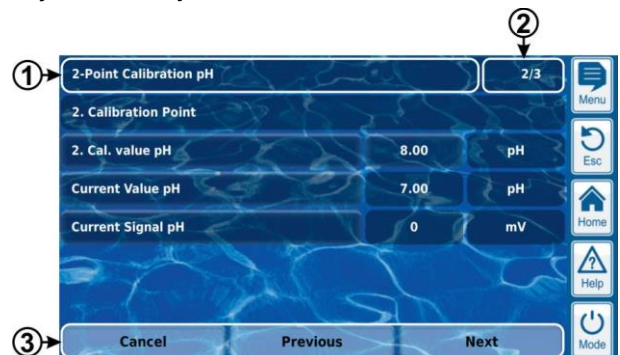 2
1
2-Point Calibration pH 2/3
Menu
2. Calibration Point
2. Cal. value pH 8.00 pH
Esc
Current Value pH 7.00 pH
Home
Current Signal pH 0 mV
Help
3
Cancel Previous Next
Mode